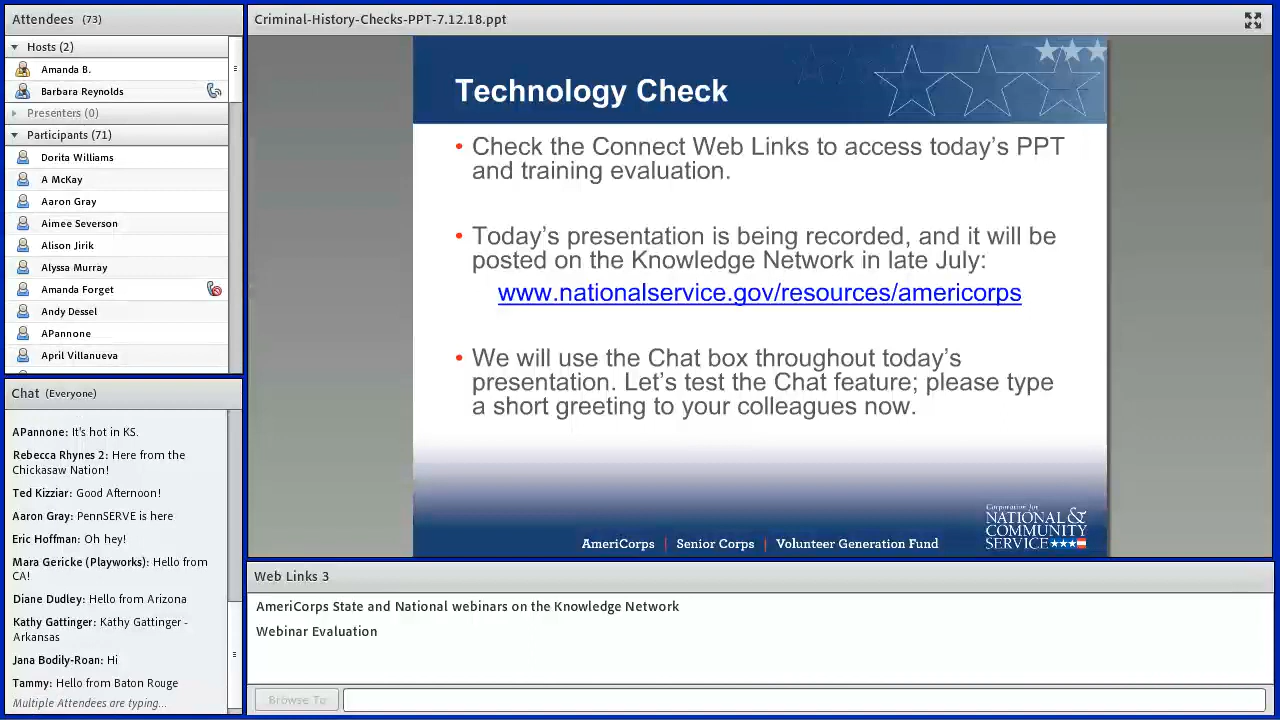 Attendees (73)
Hosts (2)
Amanda B.
Barbara Reynolds
Presenters (0)
Participants (71)
Dorita Williams
A McKay
Aaron Gray
Aimee Severson
Alison Jirik
Alyssa Murray
Amanda Forget
Andy Dessel
APannone
April Villanueva
Chat (Everyone)
APannone: It's hot in KS.
Rebecca Rhynes 2: Here from the
Chickasaw Nation!
Ted Kizziar: Good Afternoon!
Aaron Gray: PennSERVE is here
Eric Hoffman: Oh hey!
Mara Gericke (Playworks): Hello from
CA!
Diane Dudley: Hello from Arizona
Kathy Gattinger: Kathy Gattinger -
Arkansas
Jana Bodily-Roan: Hi
Tammy: Hello from Baton Rouge
Multiple Attendees are typing...
Criminal-History-Checks-PPT-7.12.18.ppt
Technology Check
• Check the Connect Web Links to access today’s PPT
and training evaluation.
• Today’s presentation is being recorded, and it will be
posted on the Knowledge Network in late July:
www.nationalservice.gov/resources/americorps
• We will use the Chat box throughout today’s
presentation. Let’s test the Chat feature; please type
a short greeting to your colleagues now.
Corporation for
NATIONAL &
COMMUNITY
SERVICE
AmeriCorps | Senior Corps | Volunteer Generation Fund
Web Links 3
AmeriCorps State and National webinars on the Knowledge Network
Webinar Evaluation
Browse To